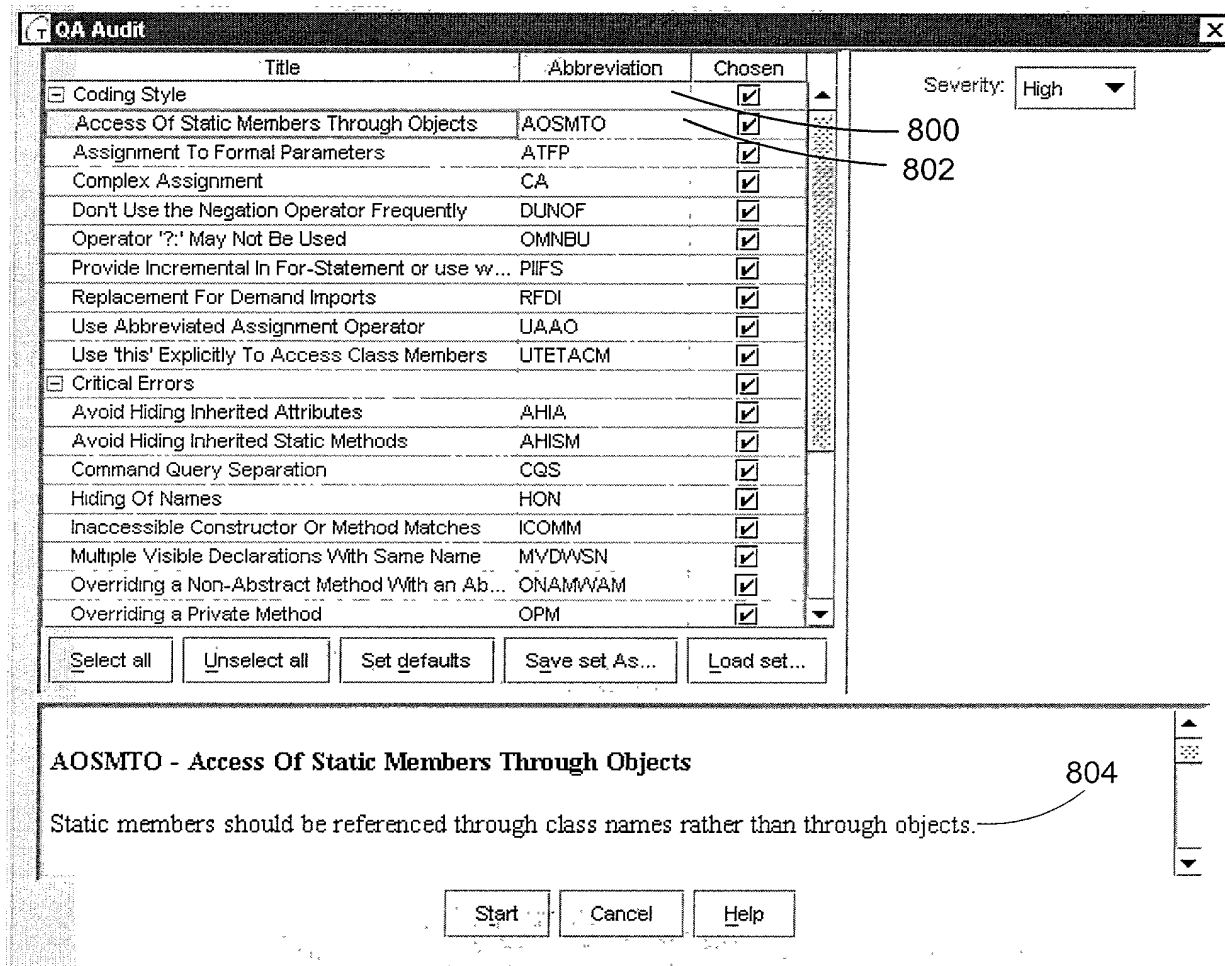 QA Audit
Title Abbreviation Chosen
Coding Style
Access Of Static Members Through Objects AOSMTO
Assignment To Formal Parameters ATFP
Complex Assignment CA
Don't Use the Negation Operator Frequently DUNOF
Operator '?:' May Not Be Used OMNBU
Provide Incremental In For-Statement or use w... PIIFS
Replacement For Demand Imports RFDI
Use Abbreviated Assignment Operator UAAO
Use 'this' Explicitly To Access Class Members UTETACM
Critical Errors
Avoid Hiding Inherited Attributes AHIA
Avoid Hiding Inherited Static Methods AHISM
Command Query Separation CQS
Hiding Of Names HON
Inaccessible Constructor Or Method Matches ICOMM
Multiple Visible Declarations With Same Name MVDWSN
Overriding a Non-Abstract Method With an Ab... ONAMWAM
Overriding a Private Method OPM
Select all Unselect all Set defaults Save set As... Load set...
Severity: High
800
802
AOSMTO - Access Of Static Members Through Objects
804
Static members should be referenced through class names rather than through objects.
Start Cancel Help